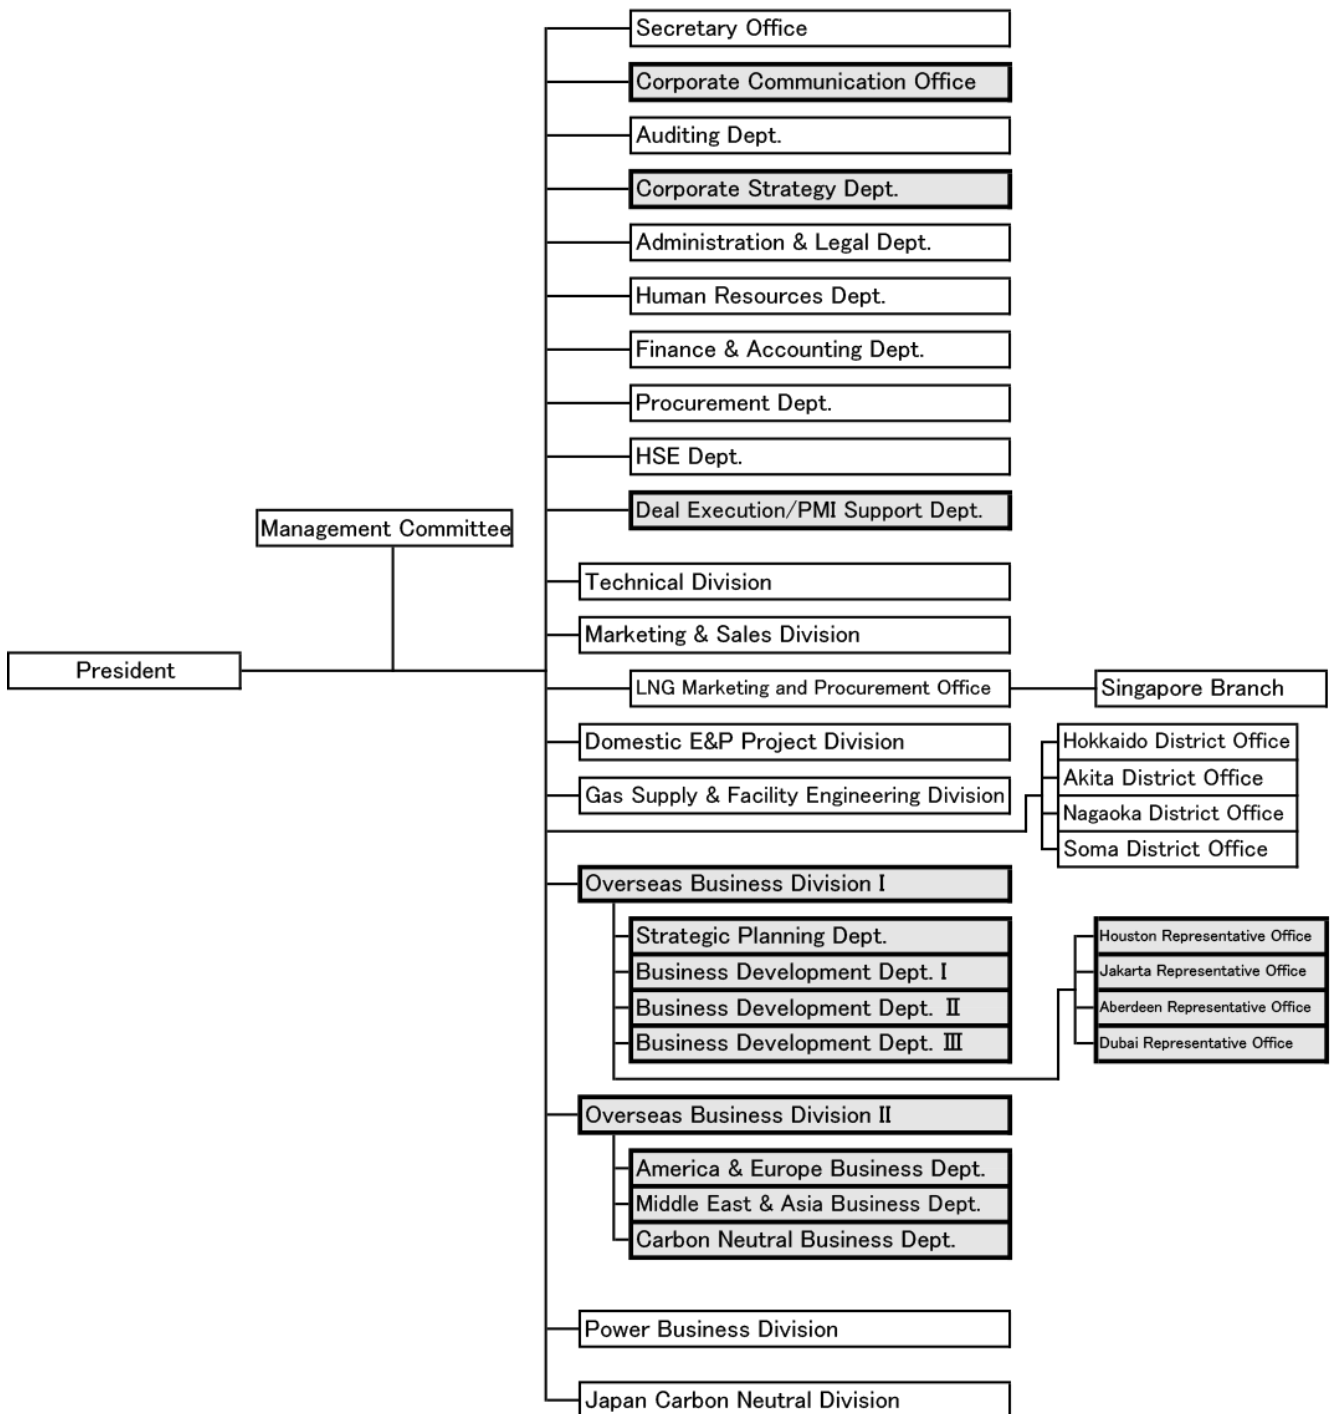 Secretary Office
Corporate Communication Office
Auditing Dept.
Corporate Strategy Dept.
Administration & Legal Dept.
Human Resources Dept.
Finance & Accounting Dept.
Procurement Dept.
HSE Dept.
Deal Execution/PMI Support Dept.
Management Committee
Technical Division
Marketing & Sales Division
President
LNG Marketing and Procurement Office
Singapore Branch
Domestic E&P Project Division
Gas Supply & Facility Engineering Division
Hokkaido District Office
Akita District Office
Nagaoka District Office
Soma District Office
Overseas Business Division I
Strategic Planning Dept.
Business Development Dept. I
Business Development Dept. Ⅱ
Business Development Dept. Ⅲ
Houston Representative Office
Jakarta Representative Office
Aberdeen Representative Office
Dubai Representative Office
Overseas Business Division II
America & Europe Business Dept.
Middle East & Asia Business Dept.
Carbon Neutral Business Dept.
Power Business Division
Japan Carbon Neutral Division